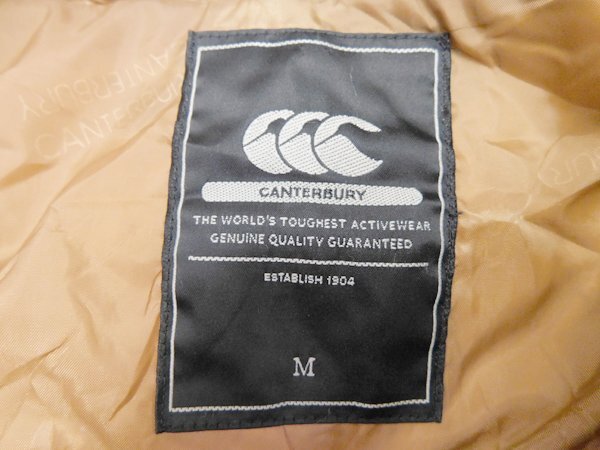 CANTERBURY
CANTERBURY
CANTERBURY
THE WORLD'S TOUGHEST ACTIVEWEAR
GENUINE QUALITY GUARANTEED
ESTABLISH 1904
M